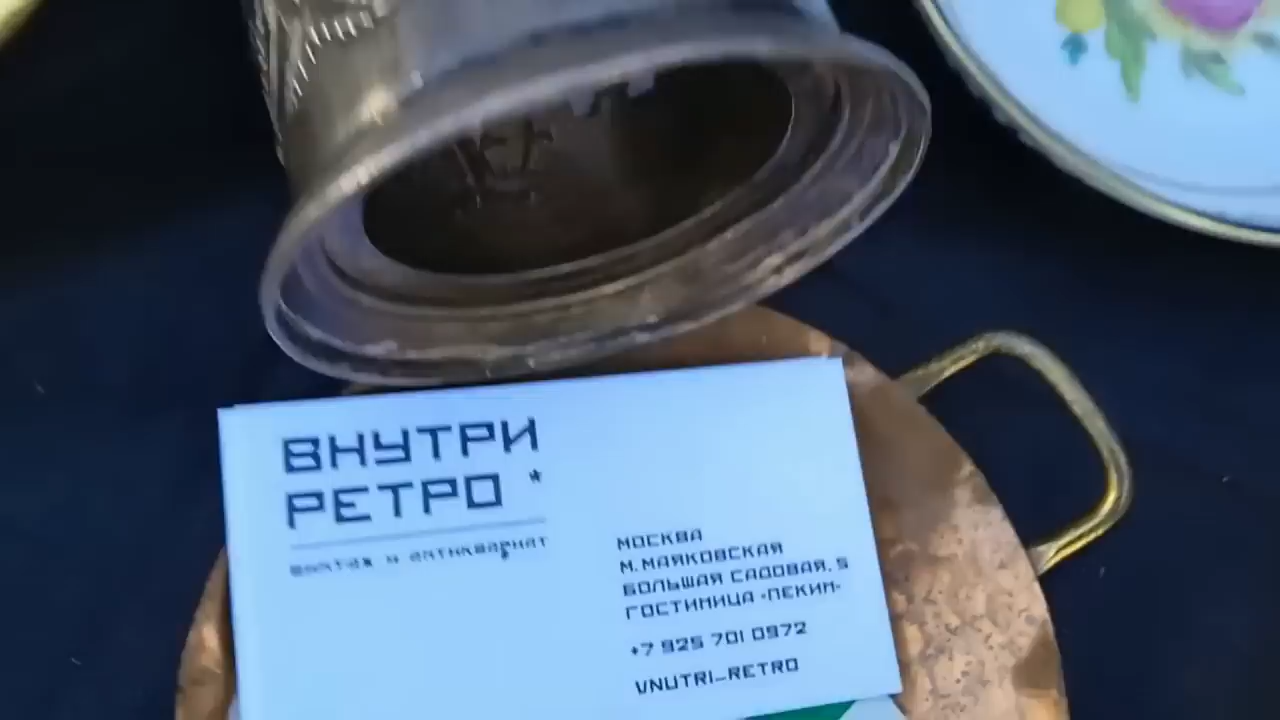 ВНУТРИ
РЕТРО *
винтаж и антиквариат
МОСКВА
М. МАЯКОВСКАЯ
БОЛЬШАЯ САДОВАЯ, 5
ГОСТИНИЦА «ПЕКИН»
+7 925 701 0972
VNUTRI_RETRO